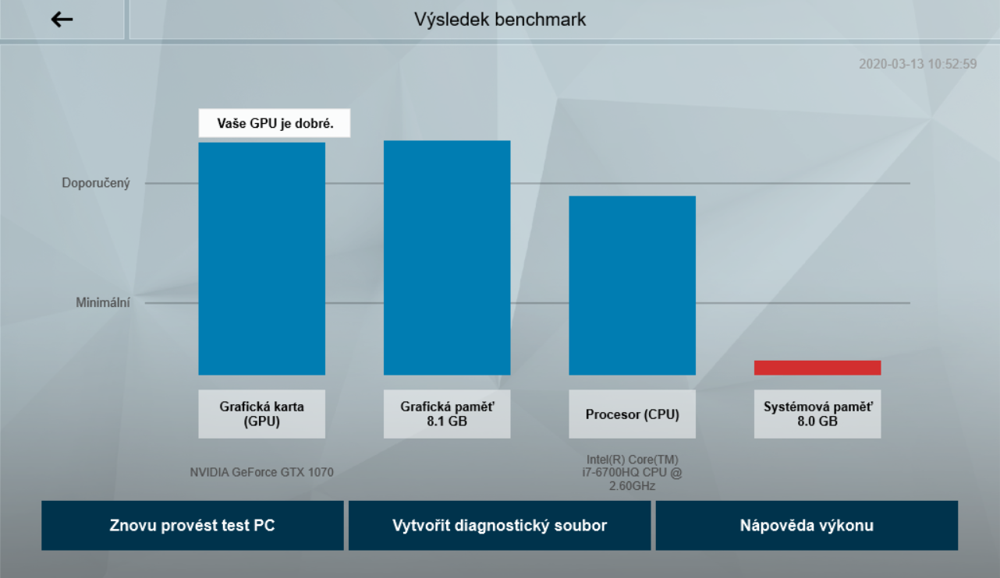 Výsledek benchmark
2020-03-13 10:52:59
Vaše GPU je dobré.
Doporučený
Minimální
Grafická karta
(GPU)
Grafická paměť
8.1 GB
Procesor (CPU)
Systémová paměť
8.0 GB
NVIDIA GeForce GTX 1070
Intel(R) Core(TM)
i7-6700HQ CPU @
2.60GHz
Znovu provést test PC
Vytvořit diagnostický soubor
Nápověda výkonu